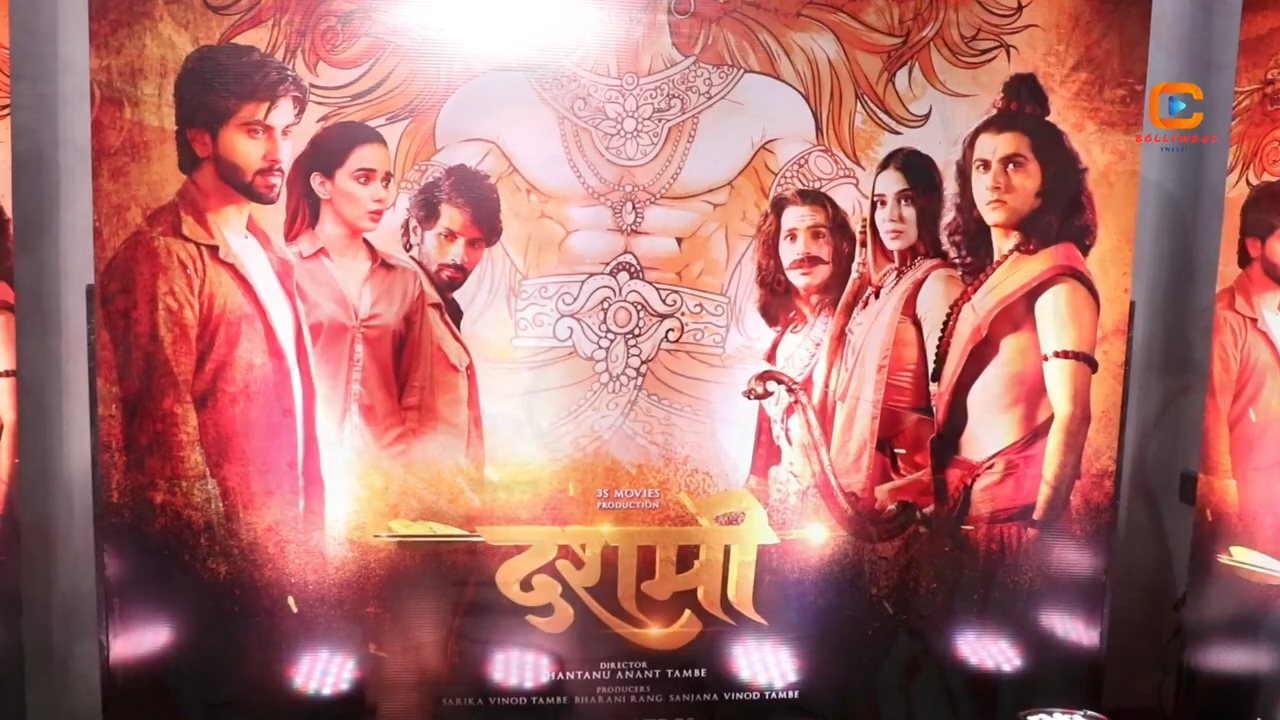 BOLLYWOOD
3S MOVIES
PRODUCTION
दशमी
DIRECTOR
HANTANU ANANT TAMBE
PRODUCERS
SARIKA VINOD TAMBE, BHARANI RANG, SANJANA VINOD TAMBE